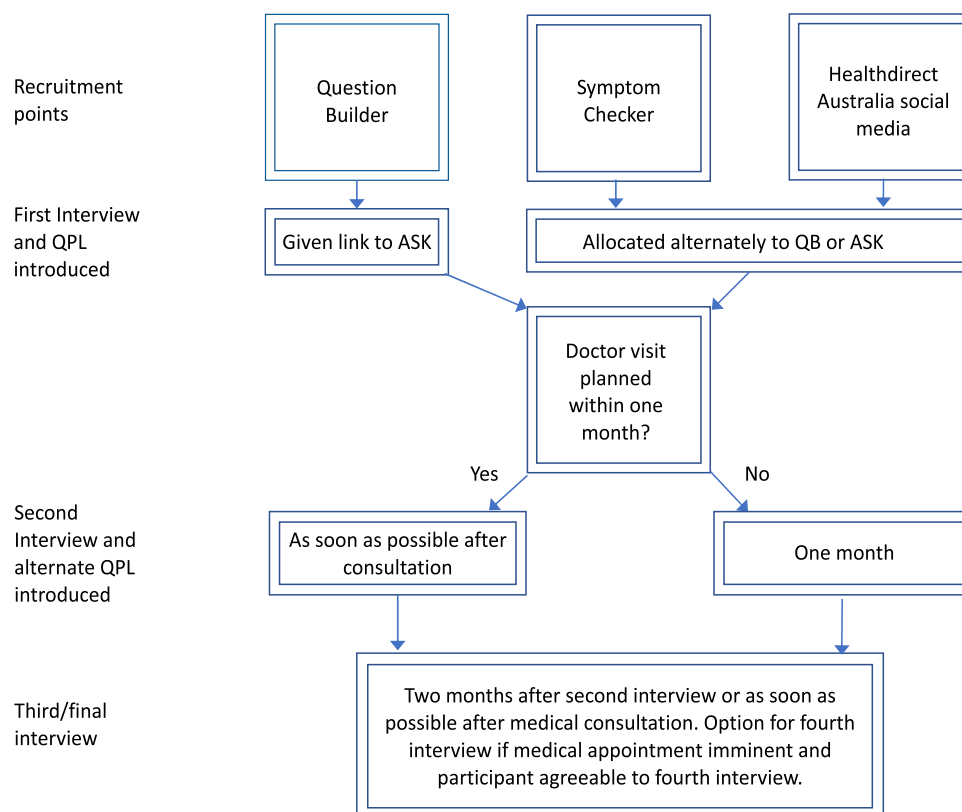 Recruitment
points
Question
Builder
Symptom
Checker
Healthdirect
Australia social
media
First Interview
and QPL
introduced
Given link to ASK
Allocated alternately to QB or ASK
Doctor visit
planned
within one
month?
Yes
No
Second
Interview and
alternate QPL
introduced
As soon as possible after
consultation
One month
Third/final
interview
Two months after second interview or as soon as
possible after medical consultation. Option for fourth
interview if medical appointment imminent and
participant agreeable to fourth interview.